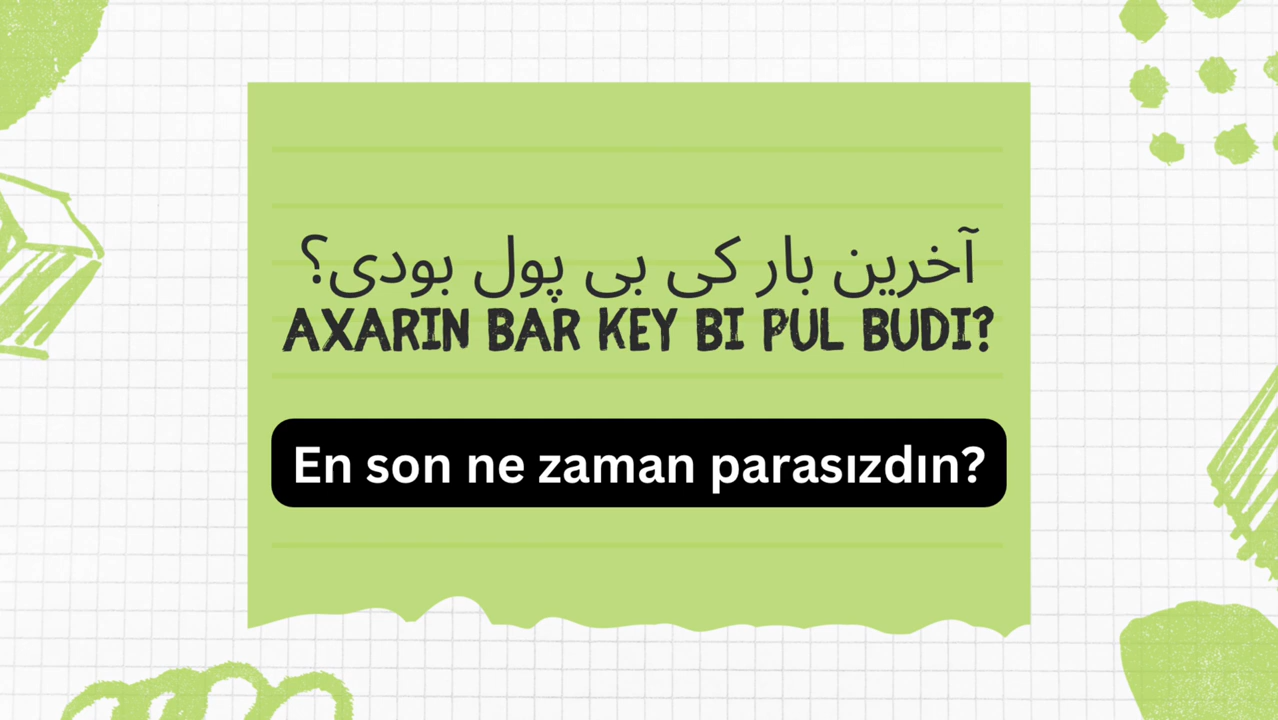 آخرین بار کی بی پول بودی؟
AXARIN BAR KEY BI PUL BUDI?
En son ne zaman parasızdın?